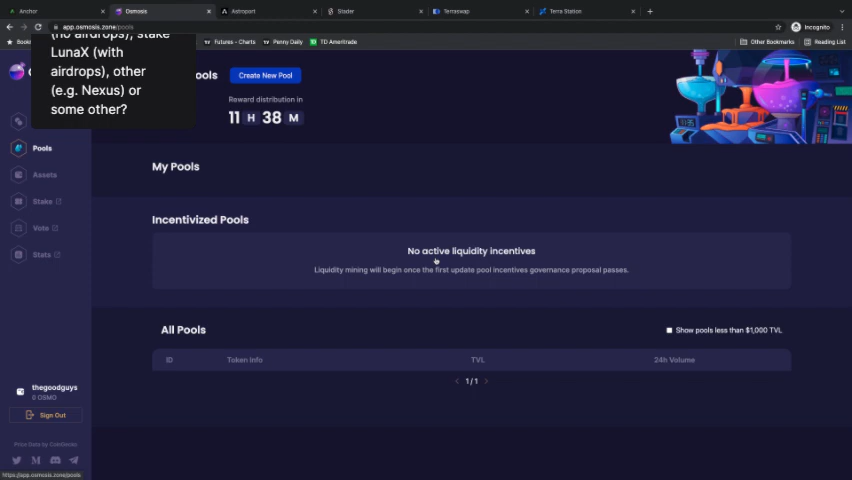 Anchor
Osmosis
Astroport
Stader
Terraswap
Terra Station
app.osmosis.zone/pools
Incognito
Futures - Charts
Penny Daily
TD Ameritrade
Other Bookmarks
Reading List
(no airdrops), stake
LunaX (with
airdrops), other
(e.g. Nexus) or
some other?
Pools
Create New Pool
Reward distribution in
11 H 38 M
Pools
Assets
Stake
Vote
Stats
My Pools
Incentivized Pools
No active liquidity incentives
Liquidity mining will begin once the first update pool incentives governance proposal passes.
All Pools
Show pools less than $1,000 TVL
ID
Token Info
TVL
24h Volume
1 / 1
thegoodguys
0 OSMO
Sign Out
Price Data by CoinGecko
https://app.osmosis.zone/pools